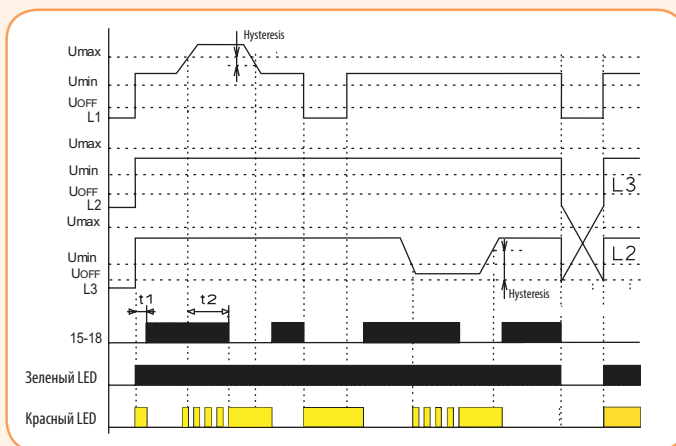 Hysteresis
Umax
Umin
UOFF
L1
Umax
Umin
UOFF
L3
L2
Umax
Umin
L2
UOFF
L3
Hysteresis
t1
t2
15-18
Зеленый LED
Красный LED